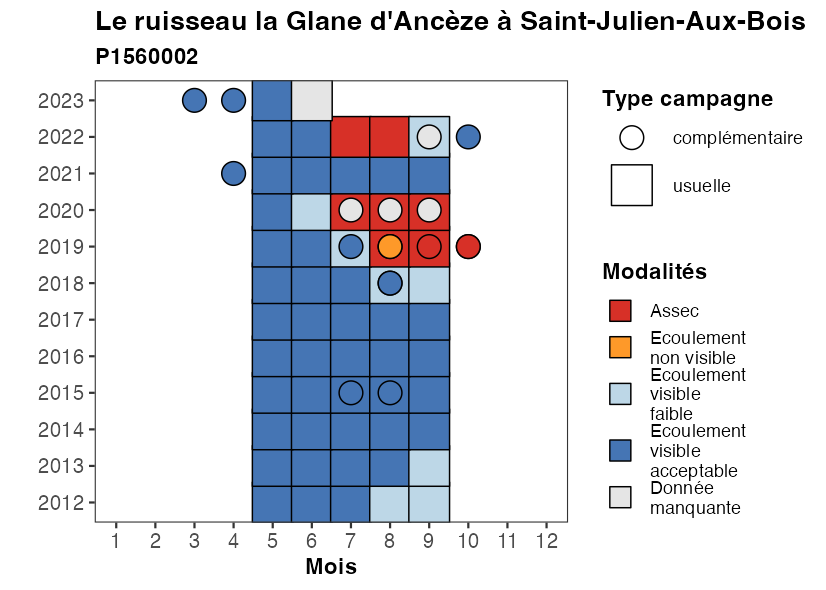 Le ruisseau la Glane d'Ancèze à Saint-Julien-Aux-Bois
P1560002
2023
2022
2021
2020
2019
2018
2017
2016
2015
2014
2013
2012
1 2 3 4 5 6 7 8 9 10 11 12
Mois
Type campagne
complémentaire
usuelle
Modalités
Assec
Ecoulement
non visible
Ecoulement
visible
faible
Ecoulement
visible
acceptable
Donnée
manquante